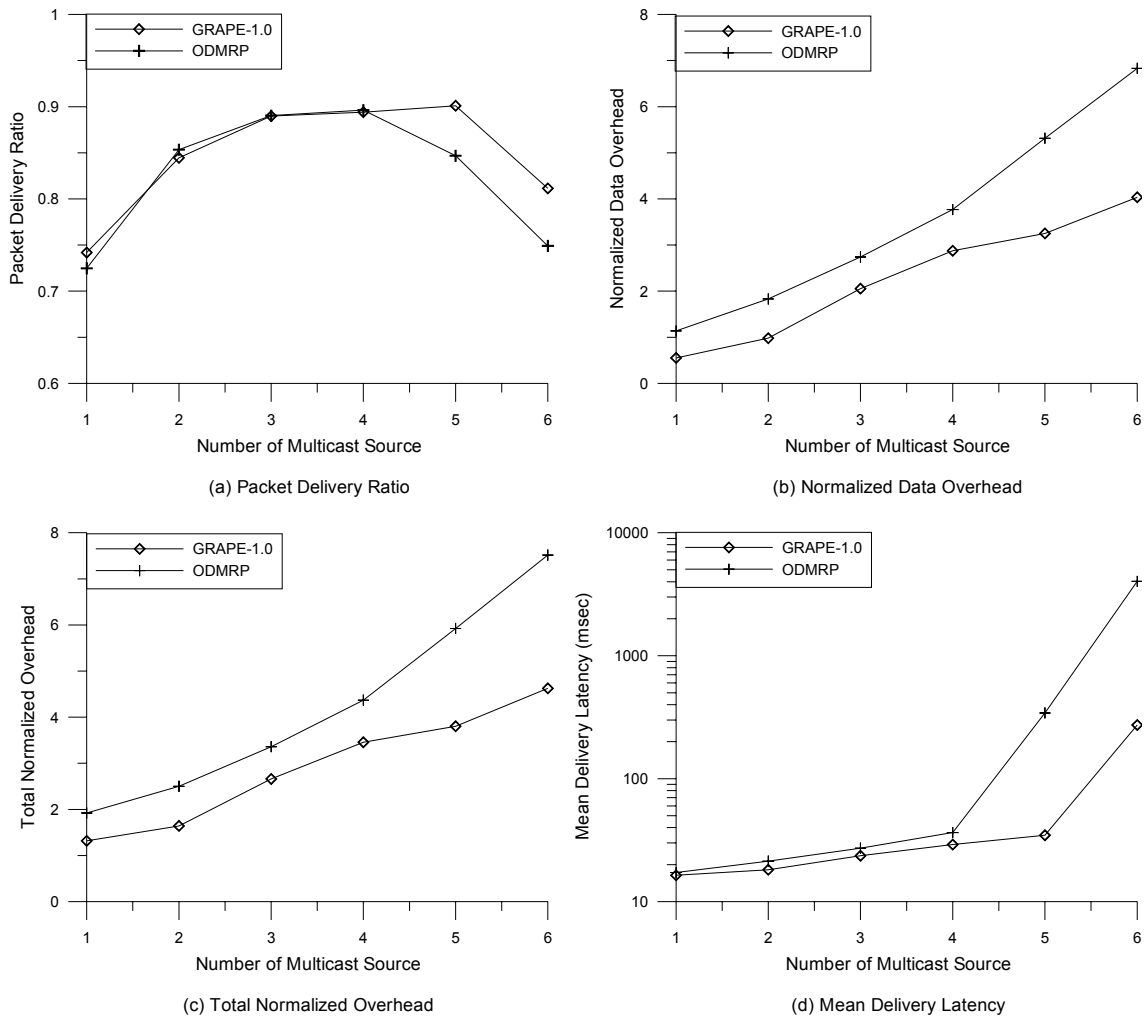 1
0.9
0.8
0.7
0.6
Packet Delivery Ratio
GRAPE-1.0
ODMRP
1 2 3 4 5 6
Number of Multicast Source
(a) Packet Delivery Ratio
8
6
4
2
0
Normalized Data Overhead
GRAPE-1.0
ODMRP
1 2 3 4 5 6
Number of Multicast Source
(b) Normalized Data Overhead
8
6
4
2
0
Total Normalized Overhead
GRAPE-1.0
ODMRP
1 2 3 4 5 6
Number of Multicast Source
(c) Total Normalized Overhead
10000
1000
100
10
Mean Delivery Latency (msec)
GRAPE-1.0
ODMRP
1 2 3 4 5 6
Number of Multicast Source
(d) Mean Delivery Latency